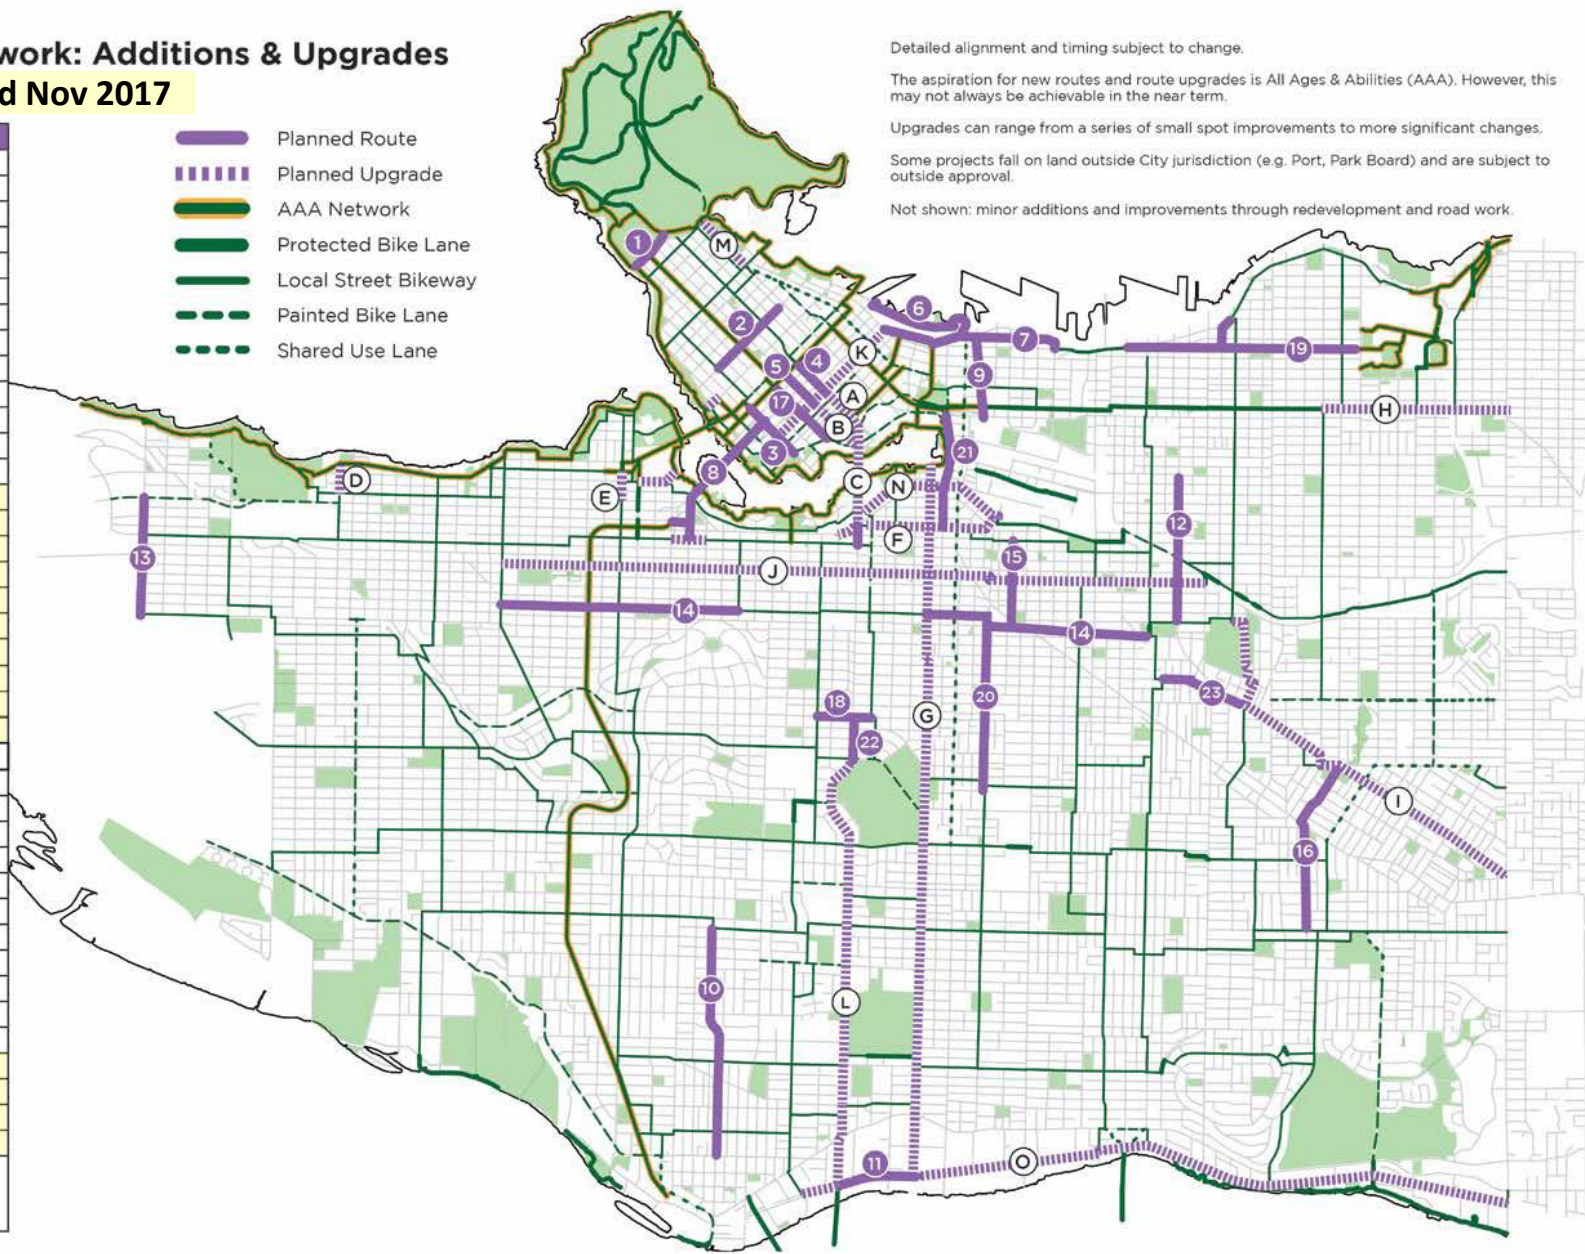 work: Additions & Upgrades
d Nov 2017
Planned Route
Planned Upgrade
AAA Network
Protected Bike Lane
Local Street Bikeway
Painted Bike Lane
Shared Use Lane
Detailed alignment and timing subject to change.
The aspiration for new routes and route upgrades is All Ages & Abilities (AAA). However, this
may not always be achievable in the near term.
Upgrades can range from a series of small spot improvements to more significant changes.
Some projects fall on land outside City jurisdiction (e.g. Port, Park Board) and are subject to
outside approval.
Not shown: minor additions and improvements through redevelopment and road work.
1
M
2
6
7
K
4
5
9
19
A
17
B
H
3
21
8
D
E
C
N
12
F
13
15
J
14
14
23
20
18
G
22
I
16
10
L
11
O